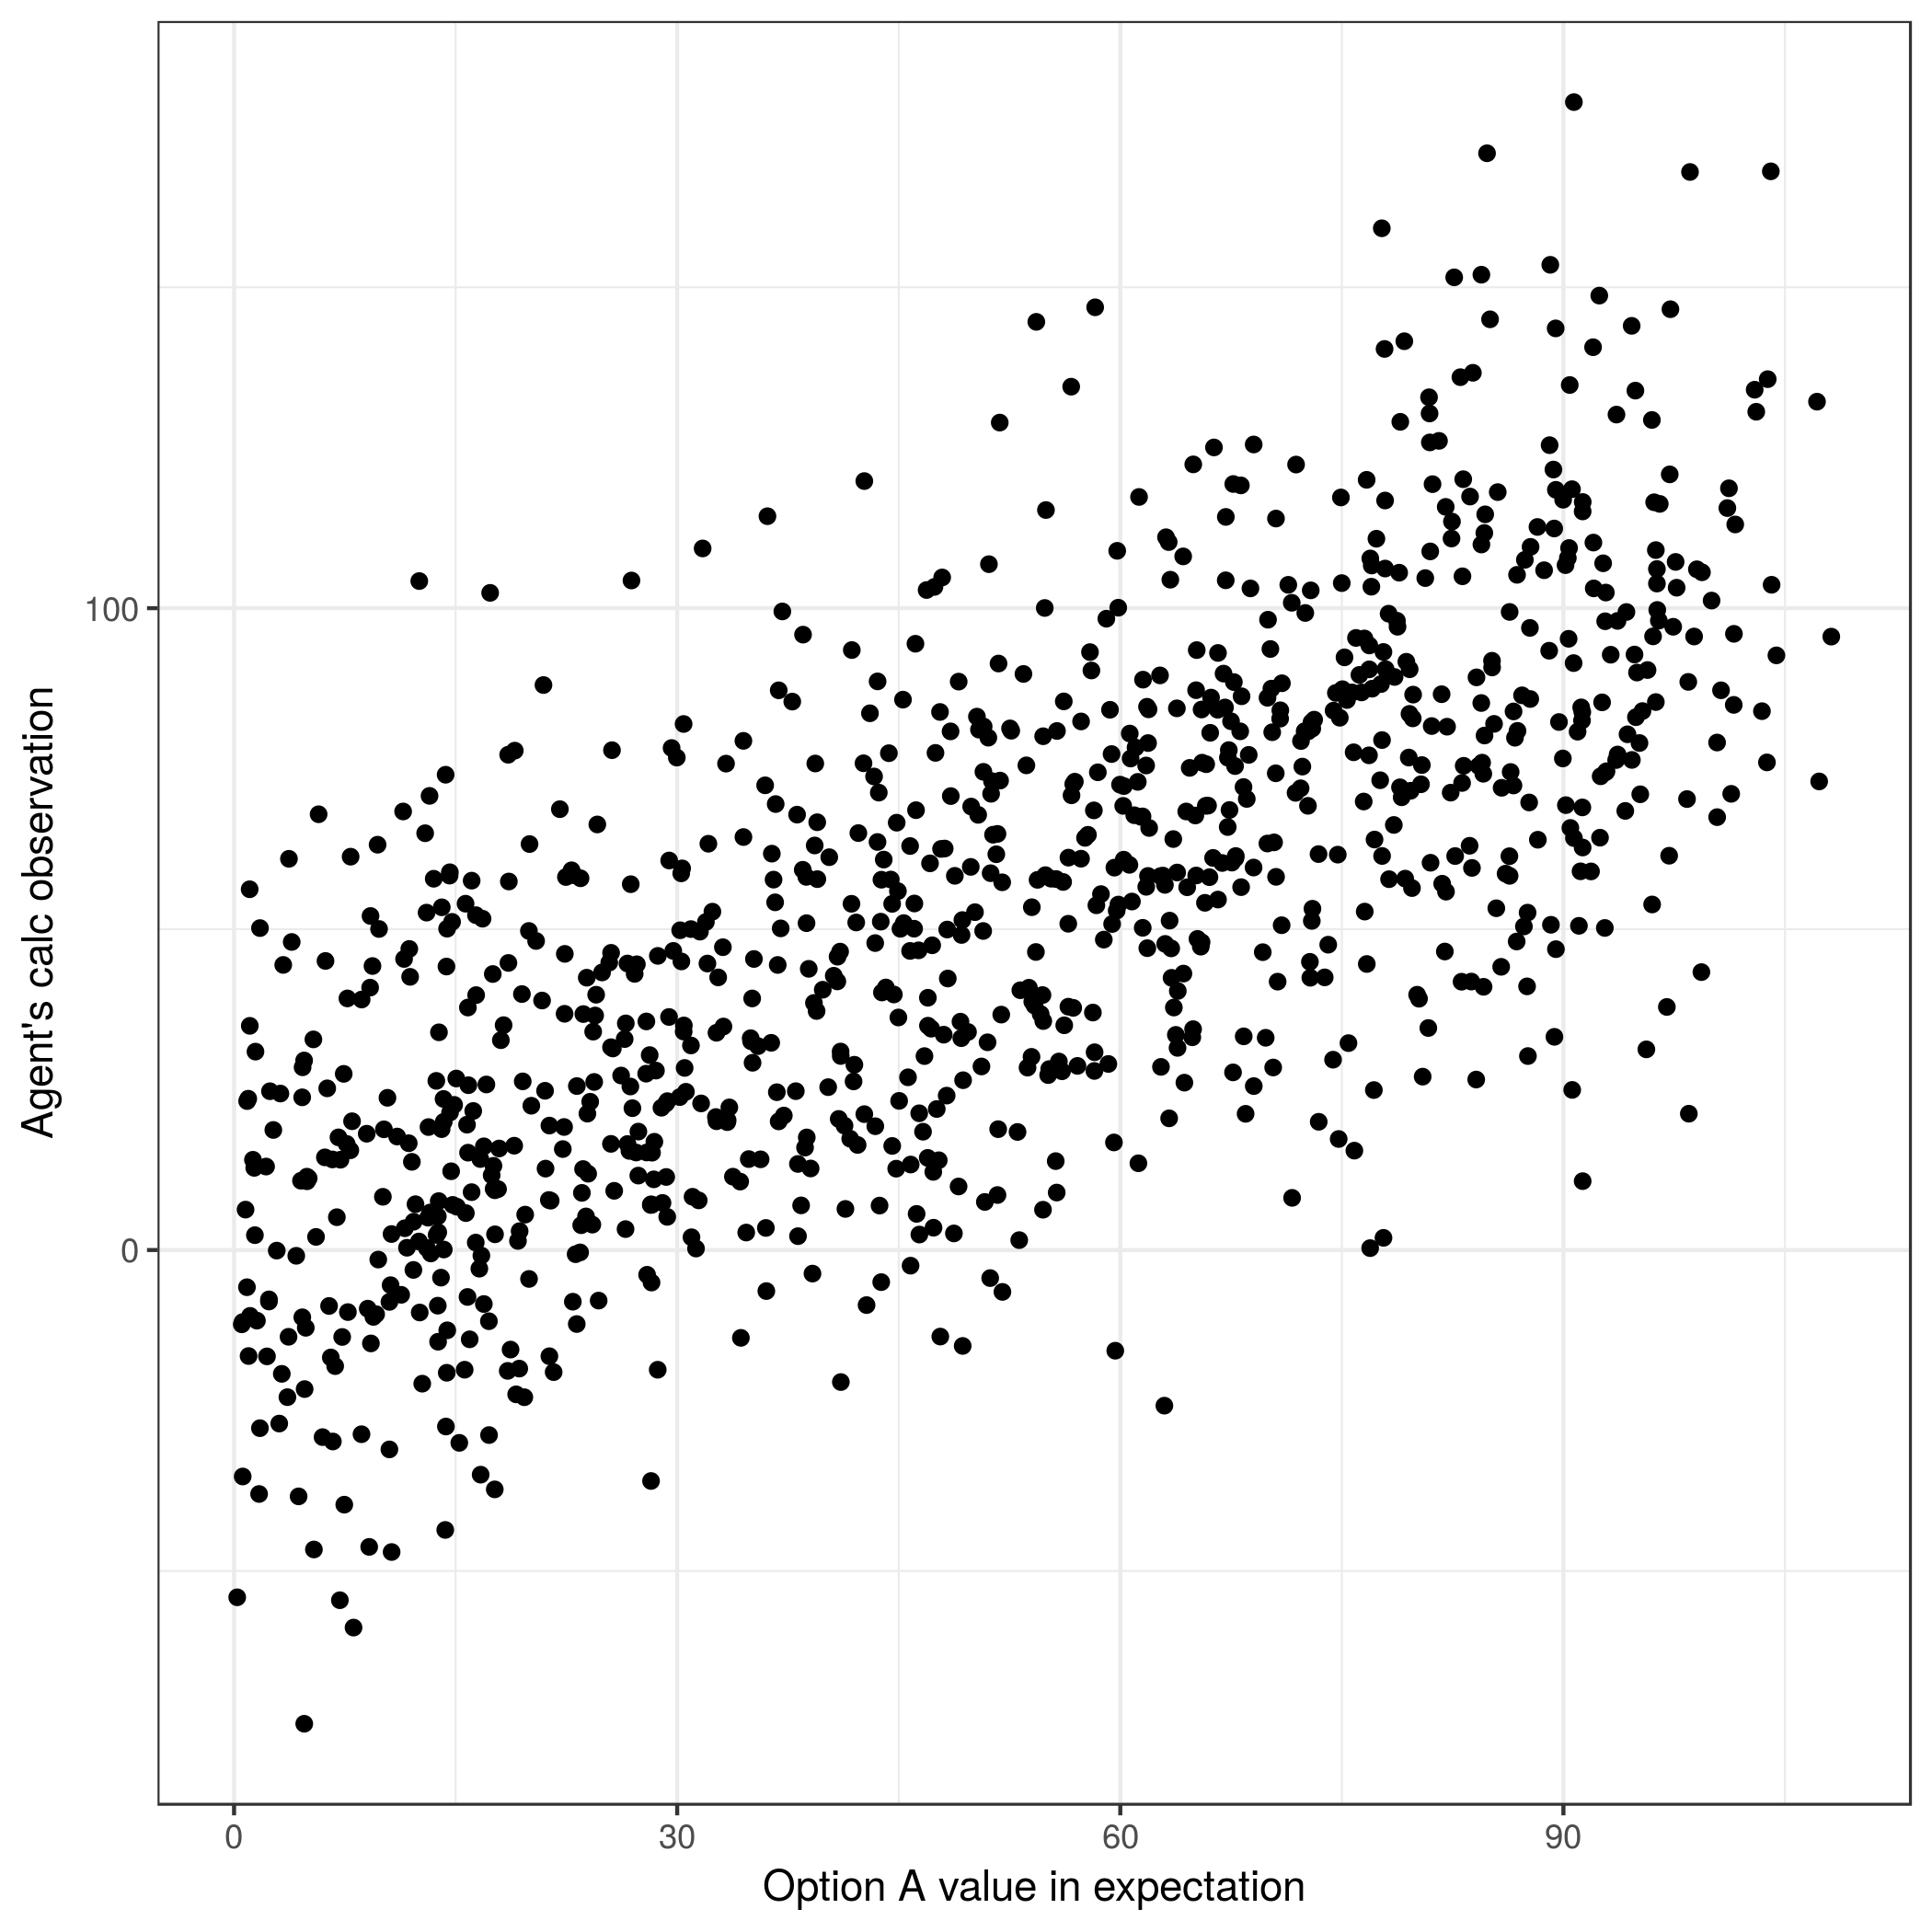 Agent's calc observation
100
0
0 30 60 90
Option A value in expectation